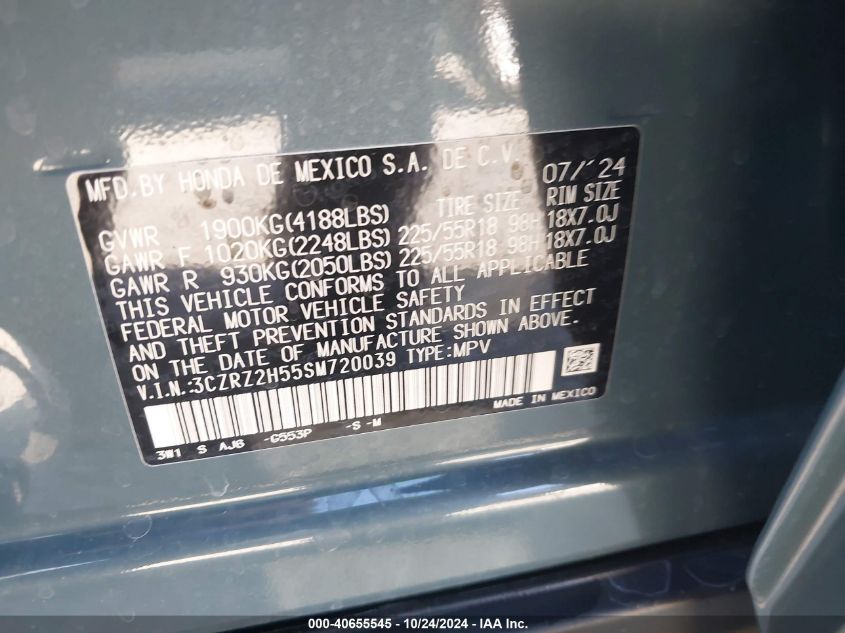 MFD.BY HONDA DE MEXICO S.A. DE C.V. 07/'24
GVWR 1900KG(4188LBS) TIRE SIZE RIM SIZE
GAWR F 1020KG(2248LBS) 225/55R18 98H 18X7.0J
GAWR R 930KG(2050LBS) 225/55R18 98H 18X7.0J
THIS VEHICLE CONFORMS TO ALL APPLICABLE
FEDERAL MOTOR VEHICLE SAFETY
AND THEFT PREVENTION STANDARDS IN EFFECT
ON THE DATE OF MANUFACTURE SHOWN ABOVE.
V.I.N.:3CZRZ2H55SM720039 TYPE:MPV
MADE IN MEXICO
3W1 S AJ6 -G553P -S -M
000-40655545 - 10/24/2024 - IAA Inc.